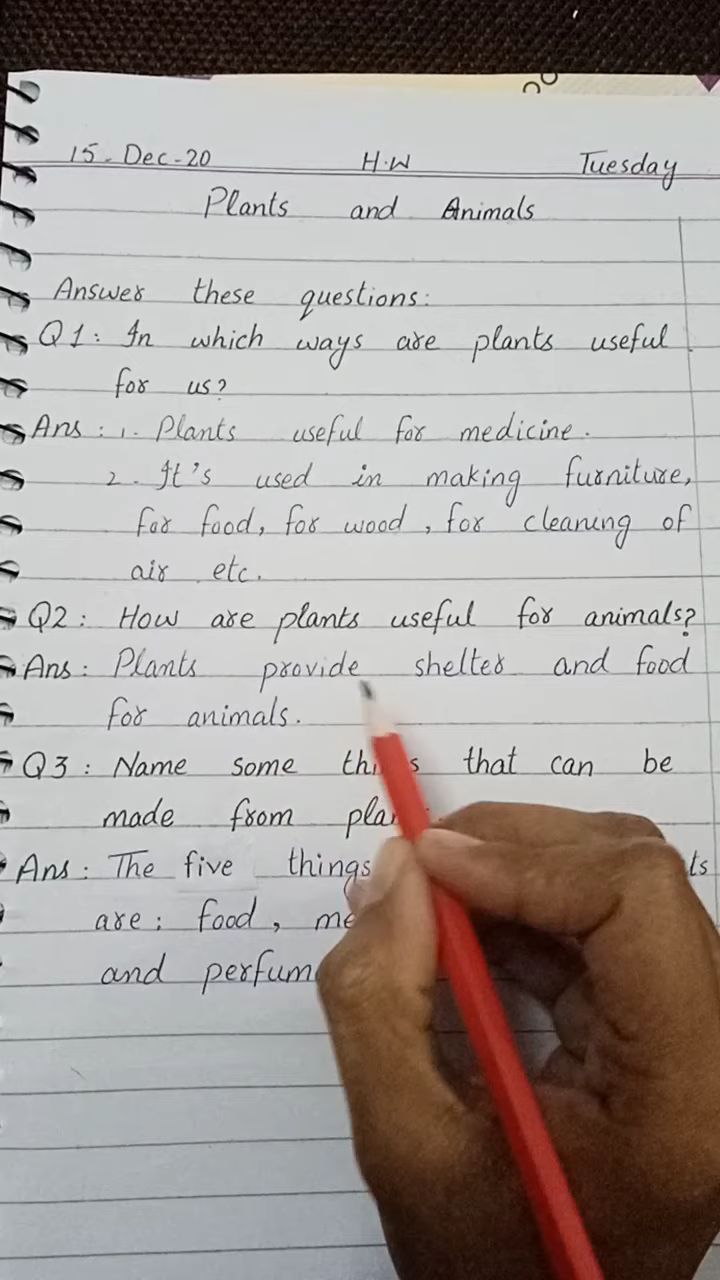 15- Dec-20 H.W Tuesday
Plants and Animals
Answer these questions:
Q1: In which ways are plants useful
for us?
Ans: 1. Plants useful for medicine.
2. It's used in making furniture,
for food, for wood, for cleaning of
air etc.
Q2: How are plants useful for animals?
Ans: Plants provide shelter and food
for animals.
Q3: Name some that can be
made from
Ans: The five things
are: food,
and